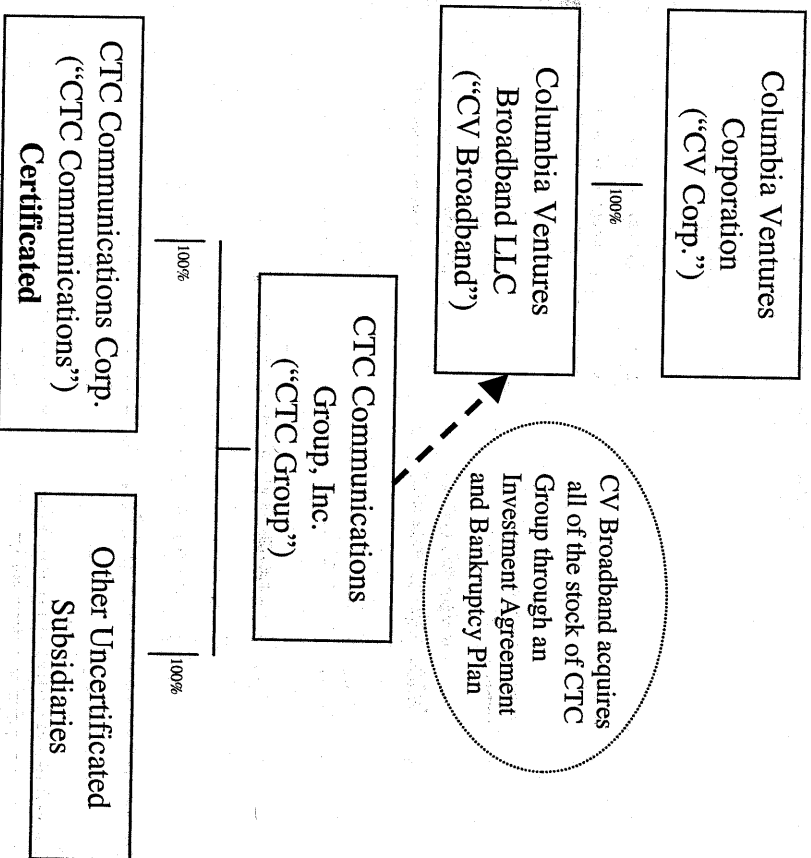 Columbia Ventures
Corporation
("CV Corp.")
100%
Columbia Ventures
Broadband LLC
("CV Broadband")
CV Broadband acquires
all of the stock of CTC
Group through an
Investment Agreement
and Bankruptcy Plan
CTC Communications
Group, Inc.
("CTC Group")
100%
100%
CTC Communications Corp.
("CTC Communications")
Certificated
Other Uncertificated
Subsidiaries